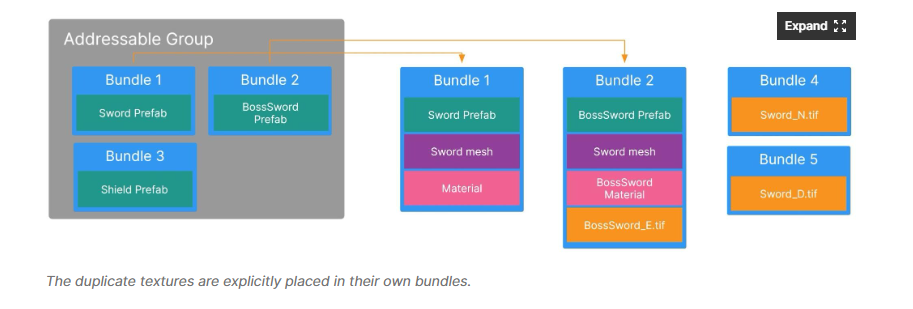 Expand
Addressable Group
Bundle 1
Sword Prefab
Bundle 2
BossSword
Prefab
Bundle 3
Shield Prefab
Bundle 1
Sword Prefab
Sword mesh
Material
Bundle 2
BossSword Prefab
Sword mesh
BossSword
Material
BossSword_E.tif
Bundle 4
Sword_N.tif
Bundle 5
Sword_D.tif
The duplicate textures are explicitly placed in their own bundles.